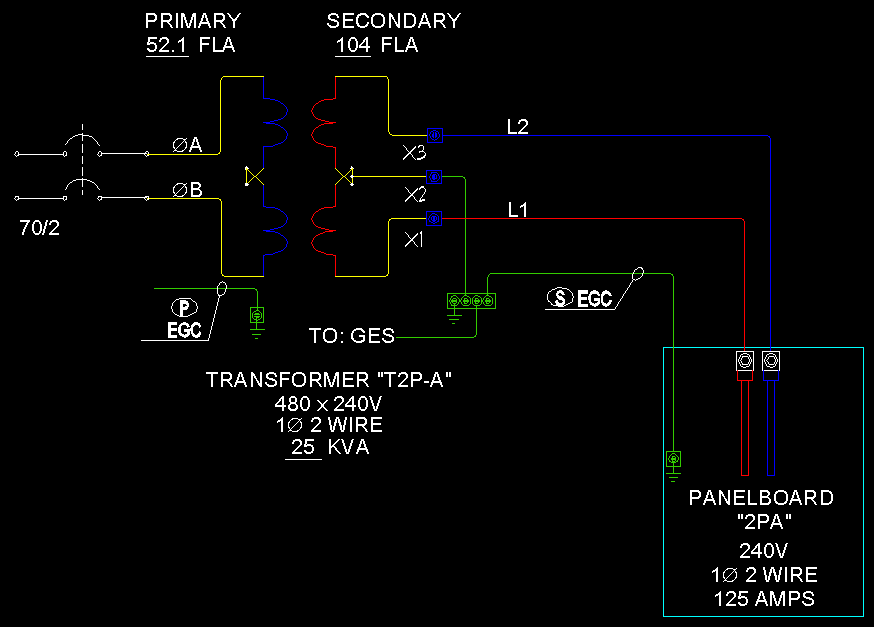 PRIMARY
52.1 FLA
SECONDARY
104 FLA
ØA
ØB
70/2
X3
X2
X1
L2
L1
P
EGC
S EGC
TO: GES
TRANSFORMER "T2P-A"
480 x 240V
1Ø 2 WIRE
25 KVA
PANELBOARD
"2PA"
240V
1Ø 2 WIRE
125 AMPS